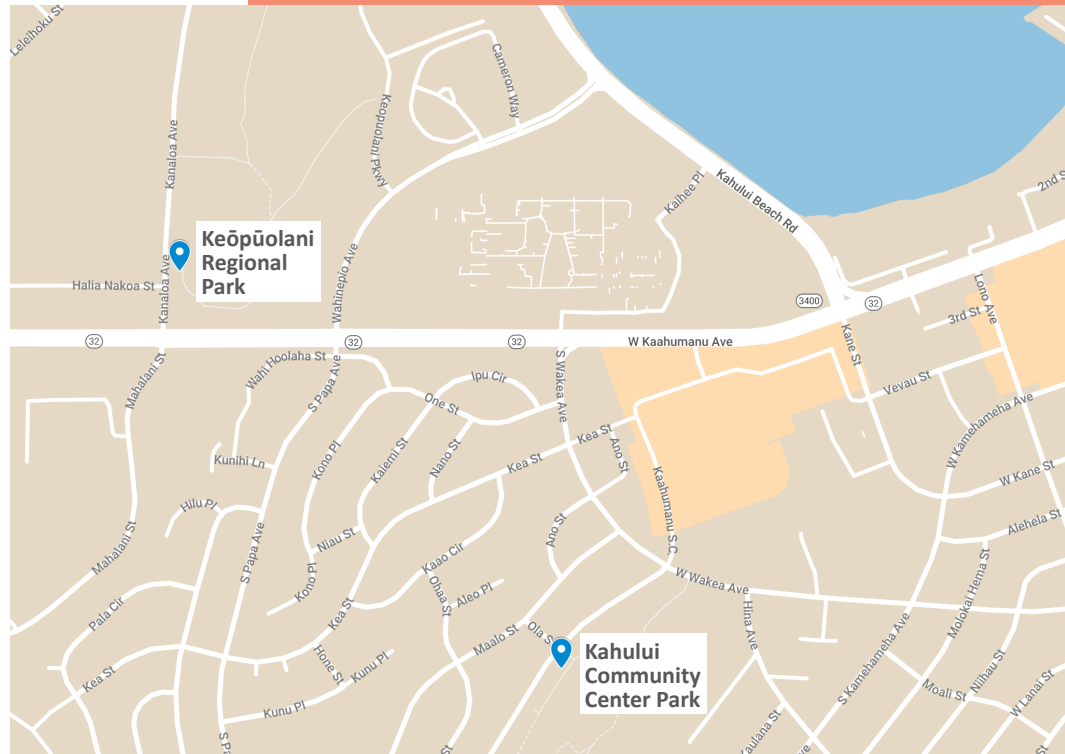 Leleihoku St
Kanaloa Ave
Keopuolani Pkwy
Cameron Way
Kaihee Pl
Kahului Beach Rd
2nd S
Keōpūolani
Regional
Park
Halia Nakoa St
Kanaloa Ave
Wahinepio Ave
3400
32
Lono Ave
3rd St
32
32
32
W Kaahumanu Ave
Kane St
Mahalani St
Wahi Hoolaha St
S Papa Ave
Ipu Cir
One St
S Wakea Ave
Vevau St
W Kamehameha Ave
Kono Pl
Kaiemi St
Nano St
Kea St
Kea St
Ano St
Kunihi Ln
Kaahumanu S.C.
W Kane St
Hilu Pl
Niau St
Ano St
Alehela St
Mahalani St
S Papa Ave
Kono Pl
Kaao Cir
Ohaa St
Aleo Pl
W Wakea Ave
Hina Ave
Molokai Hema St
Pala Cir
Kea St
Maalo St
Ola S
Kahului
Community
Center Park
Kea St
Hone St
Kunu Pl
Kunu Pl
S Kamehameha Ave
Moali St
Niihau St
W Lanai St
S Pa
Kaulana St